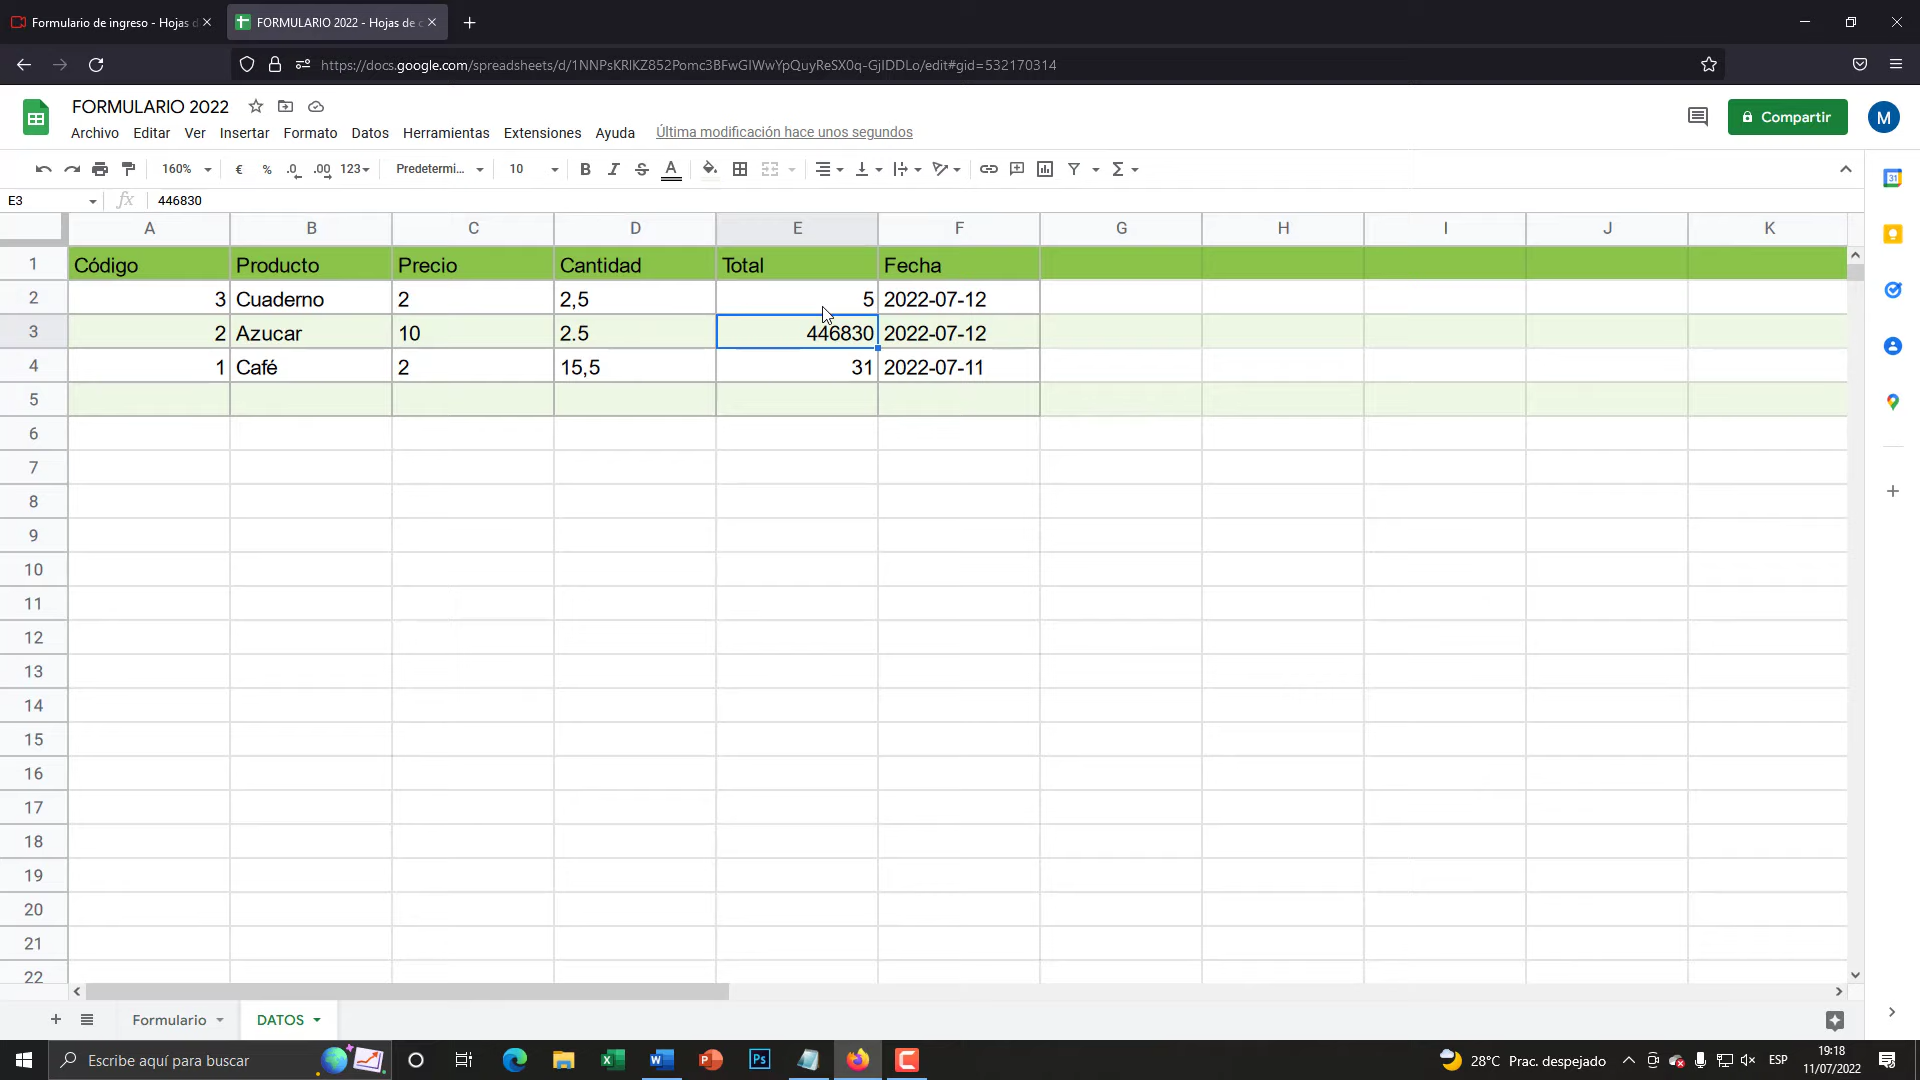 Formulario de ingreso - Hojas d
FORMULARIO 2022 - Hojas de c
https://docs.google.com/spreadsheets/d/1NNPsKRlKZ852Pomc3BFwGIWwYpQuyReSX0q-GjIDDLo/edit#gid=532170314
FORMULARIO 2022
Archivo Editar Ver Insertar Formato Datos Herramientas Extensiones Ayuda Última modificación hace unos segundos
Compartir
M
160% € % .0 .00 123 Predetermi... 10 B I S A Σ
31
E3 fx 446830
A B C D E F G H I J K
1 Código Producto Precio Cantidad Total Fecha
2 3 Cuaderno 2 2,5 5 2022-07-12
3 2 Azucar 10 2.5 446830 2022-07-12
4 1 Café 2 15,5 31 2022-07-11
5
6
7
8
9
10
11
12
13
14
15
16
17
18
19
20
21
22
+ Formulario DATOS
Escribe aquí para buscar
Ps
28°C Prac. despejado
ESP
19:18
11/07/2022